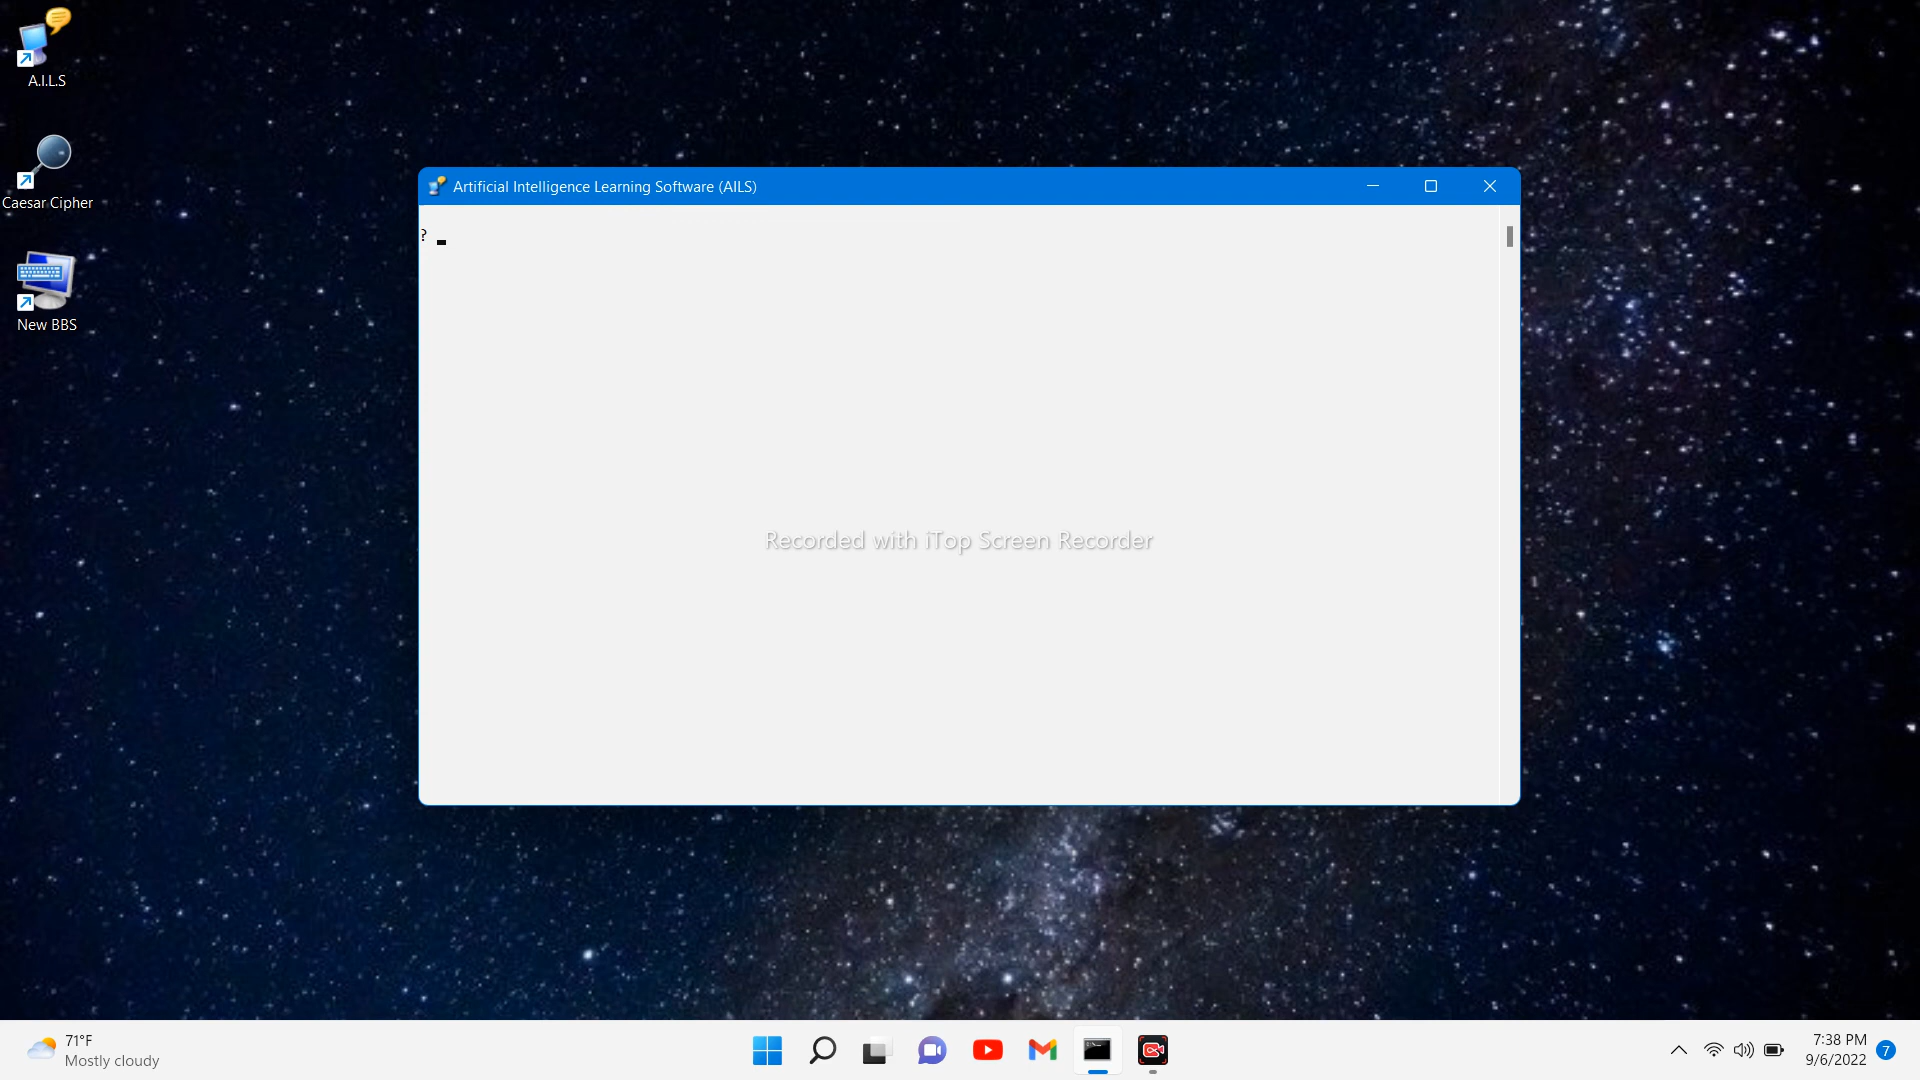 A.I.L.S
Caesar Cipher
New BBS
Artificial Intelligence Learning Software (AILS)
?
Recorded with iTop Screen Recorder
71°F
Mostly cloudy
7:38 PM
9/6/2022
7